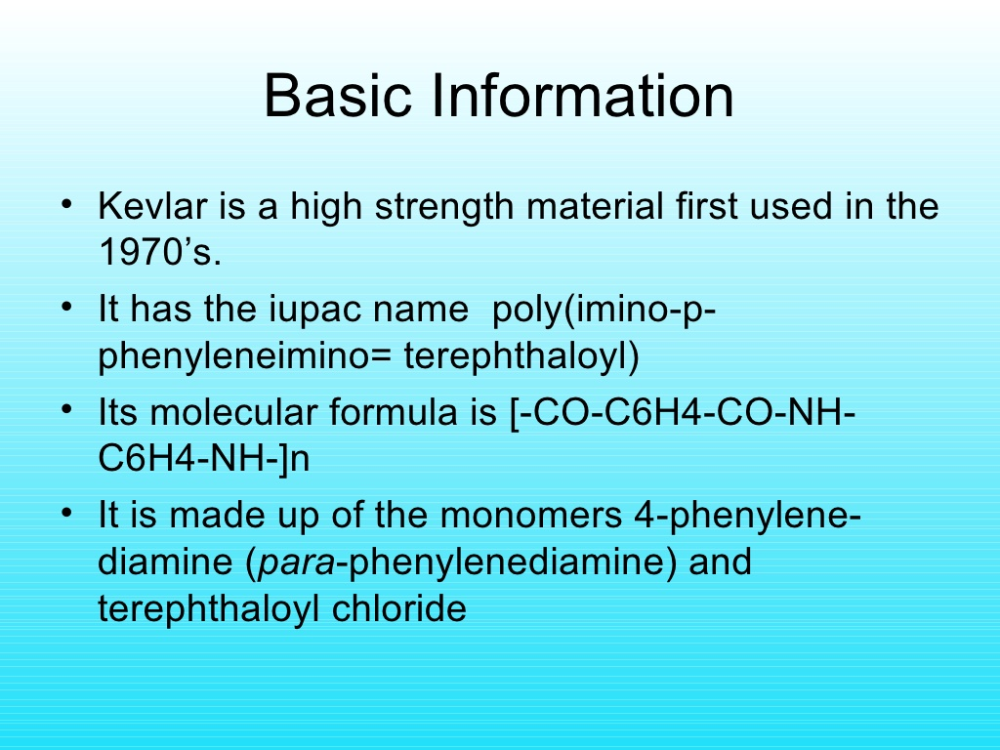 Basic Information
• Kevlar is a high strength material first used in the
1970’s.
• It has the iupac name  poly(imino-p-
phenyleneimino= terephthaloyl)
• Its molecular formula is [-CO-C6H4-CO-NH-
C6H4-NH-]n
• It is made up of the monomers 4-phenylene-
diamine (para-phenylenediamine) and
terephthaloyl chloride